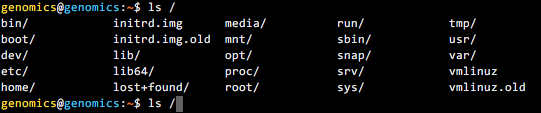 genomics@genomics:~$ ls /
bin/ initrd.img media/ run/ tmp/
boot/ initrd.img.old mnt/ sbin/ usr/
dev/ lib/ opt/ snap/ var/
etc/ lib64/ proc/ srv/ vmlinuz
home/ lost+found/ root/ sys/ vmlinuz.old
genomics@genomics:~$ ls /